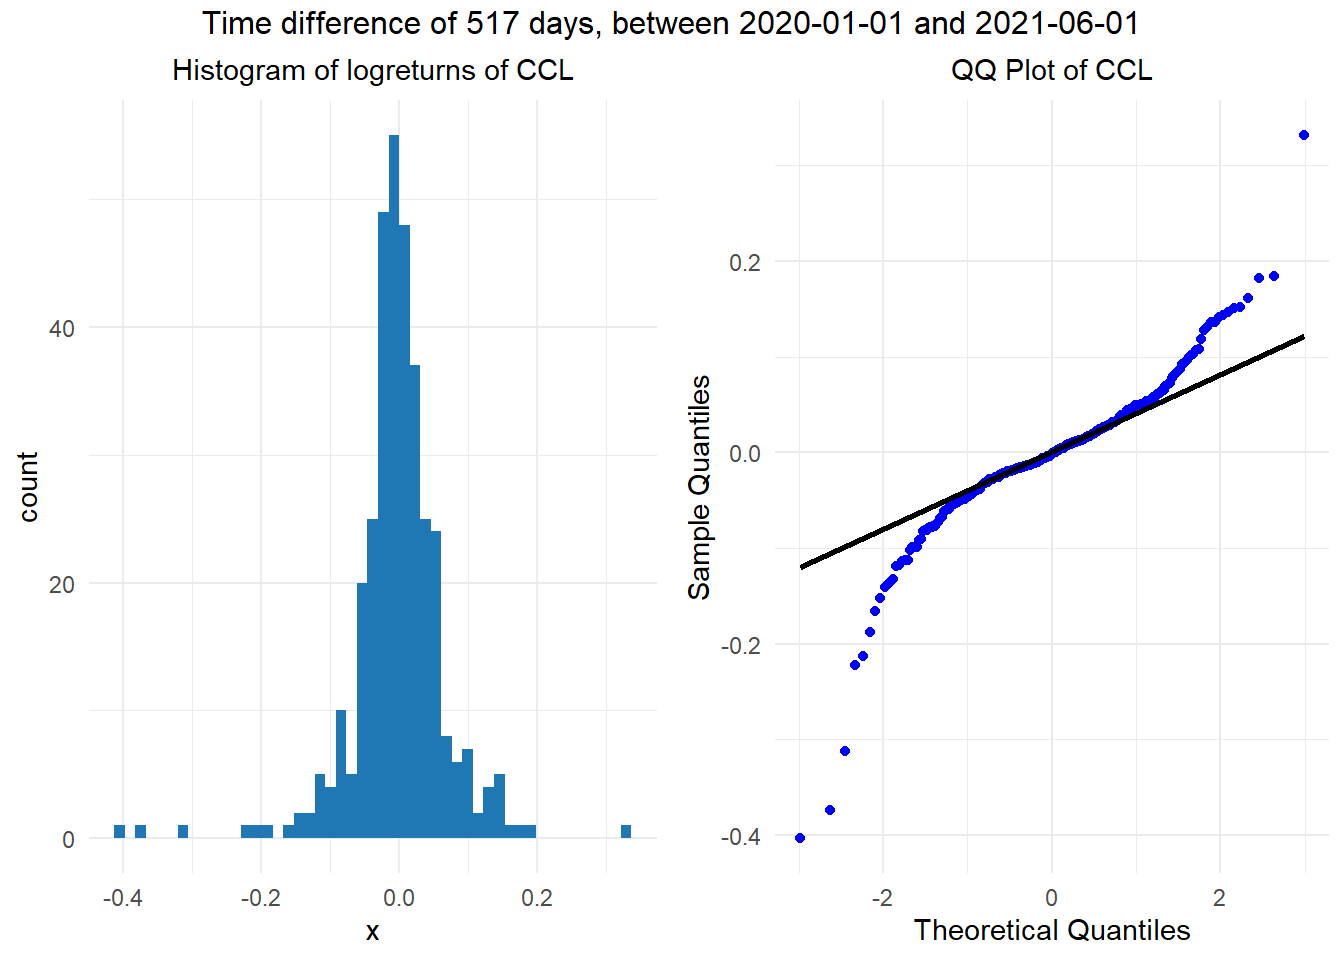 Time difference of 517 days, between 2020-01-01 and 2021-06-01
Histogram of logreturns of CCL
count
40
20
0
-0.4
-0.2
0.0
0.2
x
QQ Plot of CCL
Sample Quantiles
0.2
0.0
-0.2
-0.4
-2
0
2
Theoretical Quantiles